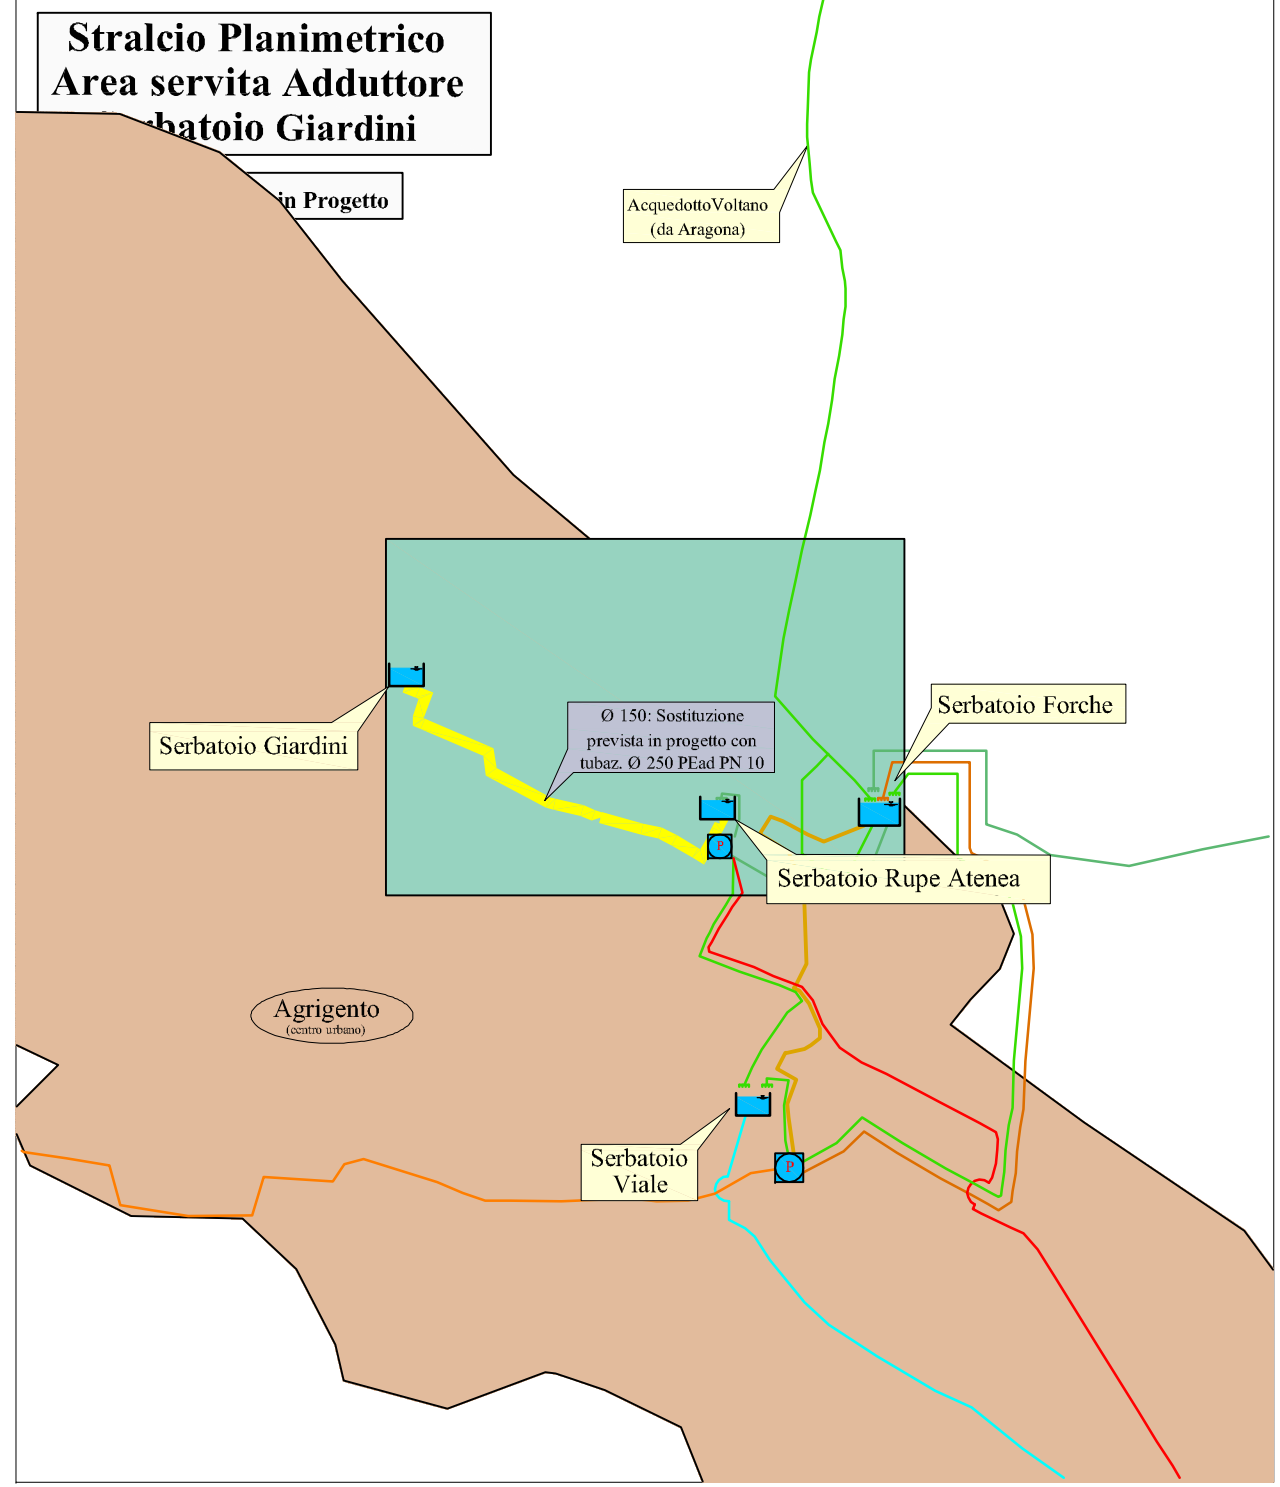 Stralcio Planimetrico
Area servita Adduttore
Giardini
in Progetto
AcquedottoVoltano
(da Aragona)
Serbatoio Forche
Ø 150: Sostituzione
prevista in progetto con
tubaz. Ø 250 PEad PN 10
Serbatoio Giardini
P
Serbatoio Rupe Atenea
Agrigento
(centro urbano)
Serbatoio
Viale
P